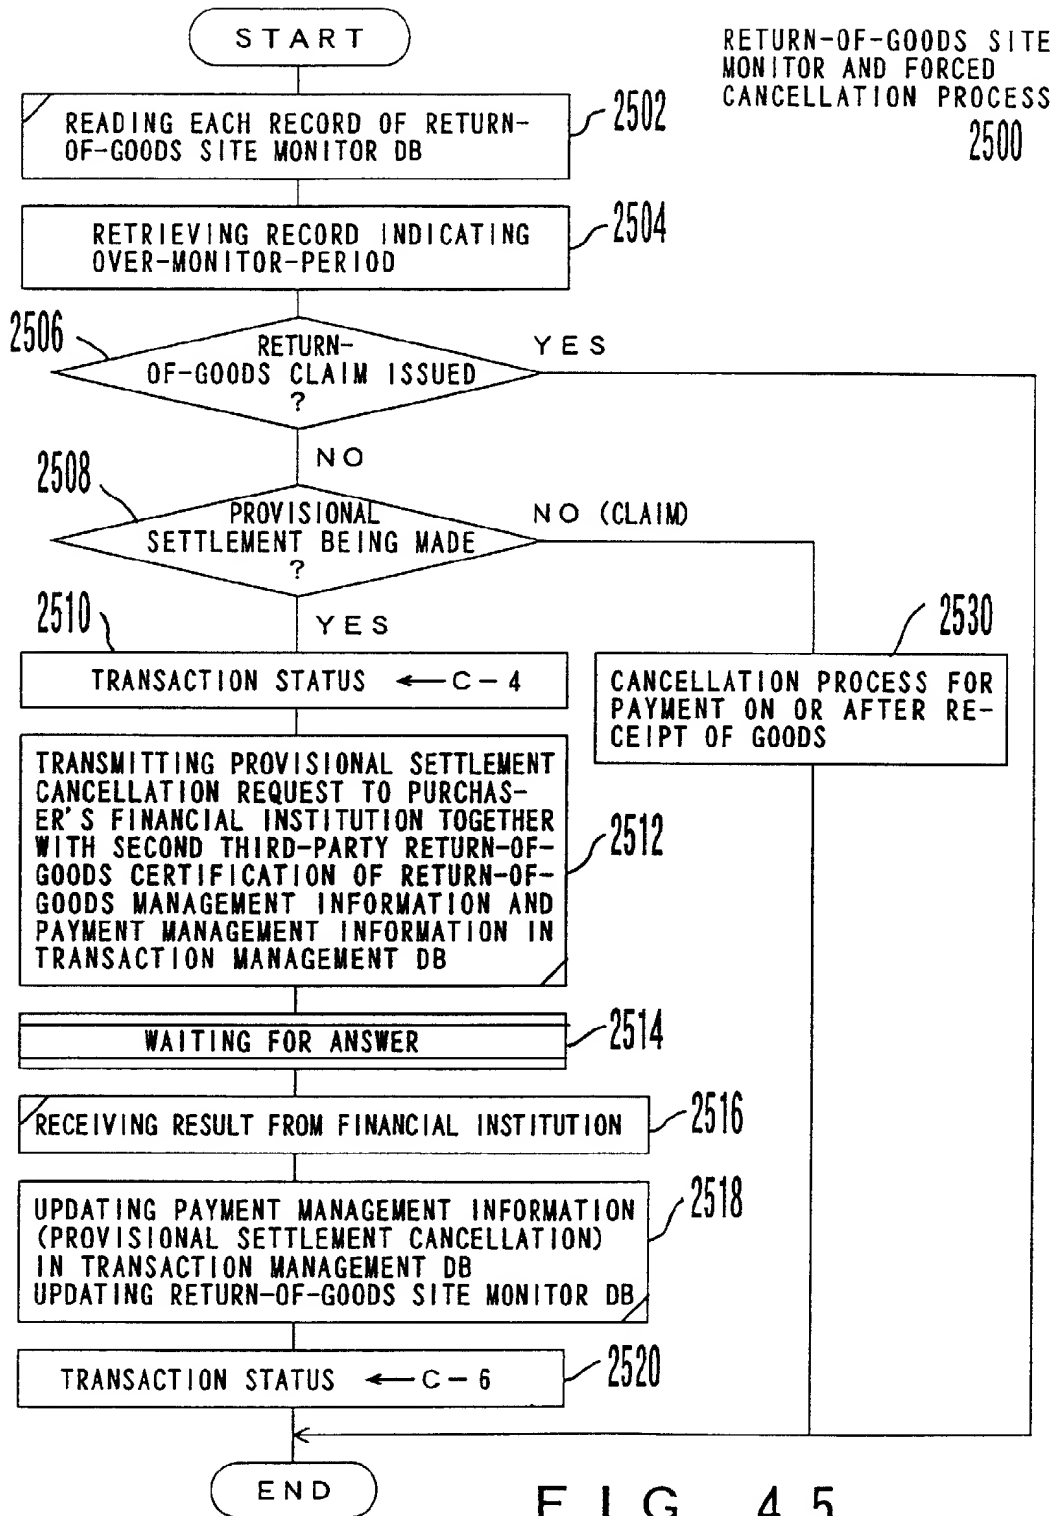 START
RETURN-OF-GOODS SITE
MONITOR AND FORCED
CANCELLATION PROCESS
2500
READING EACH RECORD OF RETURN-
OF-GOODS SITE MONITOR DB
2502
RETRIEVING RECORD INDICATING
OVER-MONITOR-PERIOD
2504
2506
RETURN-
OF-GOODS CLAIM ISSUED
?
YES
NO
2508
PROVISIONAL
SETTLEMENT BEING MADE
?
NO (CLAIM)
YES
2510
TRANSACTION STATUS ← C-4
2530
CANCELLATION PROCESS FOR
PAYMENT ON OR AFTER RE-
CEIPT OF GOODS
TRANSMITTING PROVISIONAL SETTLEMENT
CANCELLATION REQUEST TO PURCHAS-
ER'S FINANCIAL INSTITUTION TOGETHER
WITH SECOND THIRD-PARTY RETURN-OF-
GOODS CERTIFICATION OF RETURN-OF-
GOODS MANAGEMENT INFORMATION AND
PAYMENT MANAGEMENT INFORMATION IN
TRANSACTION MANAGEMENT DB
2512
WAITING FOR ANSWER
2514
RECEIVING RESULT FROM FINANCIAL INSTITUTION
2516
UPDATING PAYMENT MANAGEMENT INFORMATION
(PROVISIONAL SETTLEMENT CANCELLATION)
IN TRANSACTION MANAGEMENT DB
UPDATING RETURN-OF-GOODS SITE MONITOR DB
2518
TRANSACTION STATUS ← C-6
2520
END
FIG. 45